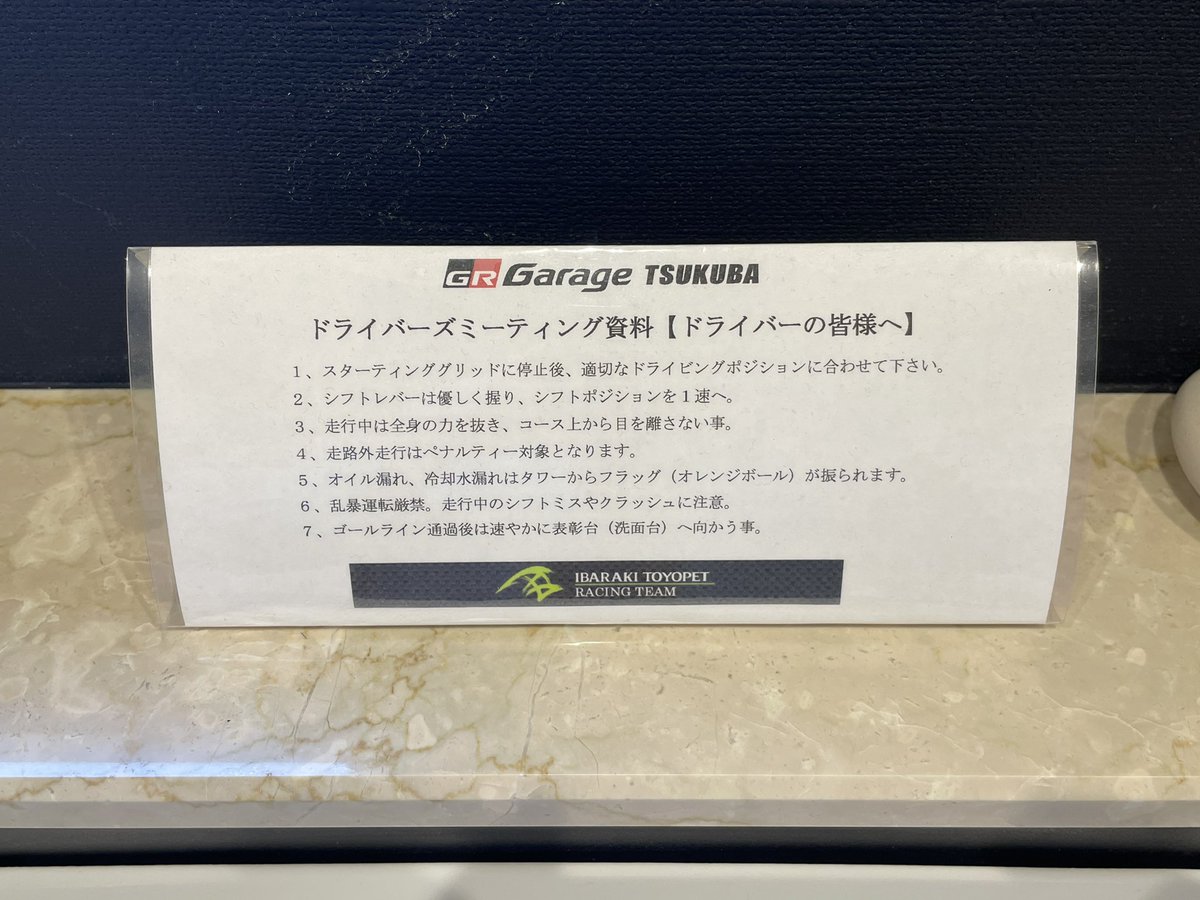 GR Garage TSUKUBA
ドライバーズミーティング資料【ドライバーの皆様へ】
１、スターティンググリッドに停止後、適切なドライビングポジションに合わせて下さい。
２、シフトレバーは優しく握り、シフトポジションを１速へ。
３、走行中は全身の力を抜き、コース上から目を離さない事。
４、走路外走行はペナルティー対象となります。
５、オイル漏れ、冷却水漏れはタワーからフラッグ（オレンジボール）が振られます。
６、乱暴運転厳禁。走行中のシフトミスやクラッシュに注意。
７、ゴールライン通過後は速やかに表彰台（洗面台）へ向かう事。
IBARAKI TOYOPET
RACING TEAM